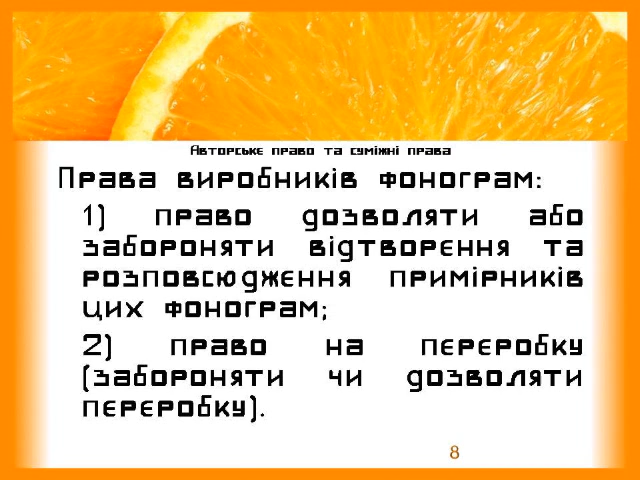 Авторське право та суміжні права
Права виробників фонограм:
1) право дозволяти або
забороняти відтворення та
розповсюдження примірників
цих фонограм;
2) право на переробку
(забороняти чи дозволяти
переробку).
8